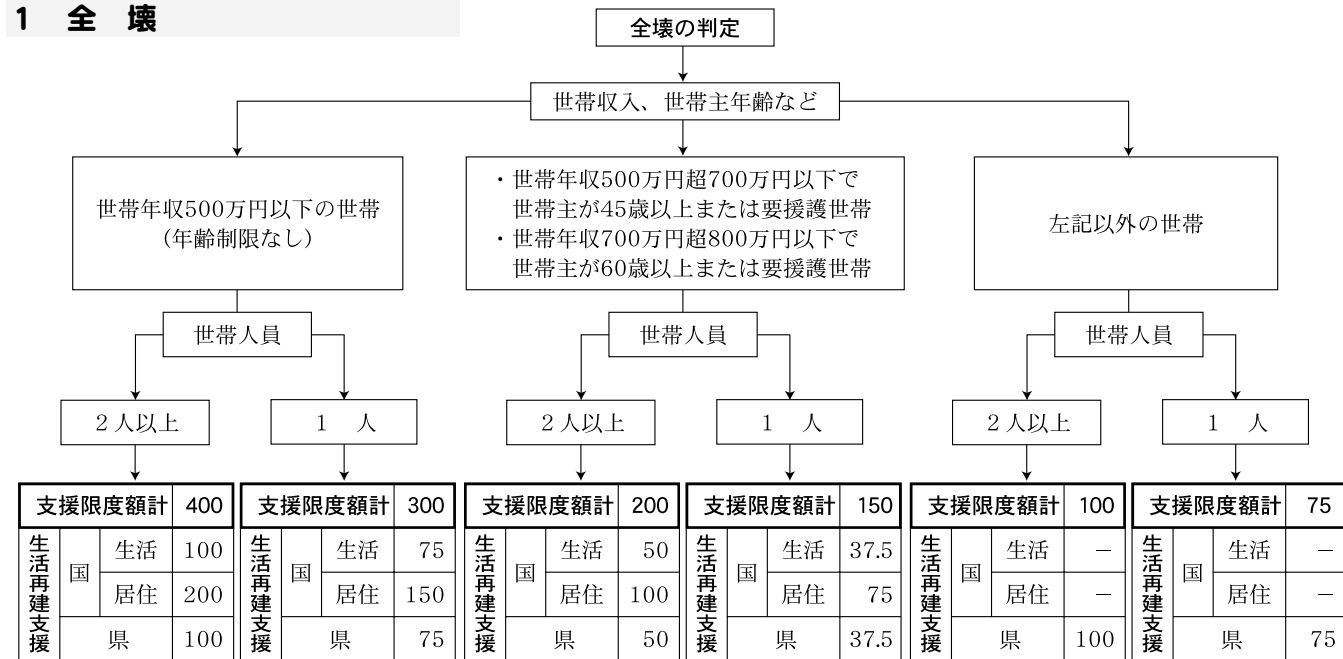 1 全 壊
全壊の判定
世帯収入、世帯主年齢など
世帯年収500万円以下の世帯
（年齢制限なし）
・世帯年収500万円超700万円以下で
世帯主が45歳以上または要援護世帯
・世帯年収700万円超800万円以下で
世帯主が60歳以上または要援護世帯
左記以外の世帯
世帯人員
世帯人員
世帯人員
2人以上
1 人
2人以上
1 人
2人以上
1 人
支援限度額計 400
生活再建支援
国
生活 100
居住 200
県 100
支援限度額計 300
生活再建支援
国
生活 75
居住 150
県 75
支援限度額計 200
生活再建支援
国
生活 50
居住 100
県 50
支援限度額計 150
生活再建支援
国
生活 37.5
居住 75
県 37.5
支援限度額計 100
生活再建支援
国
生活 －
居住 －
県 100
支援限度額計 75
生活再建支援
国
生活 －
居住 －
県 75